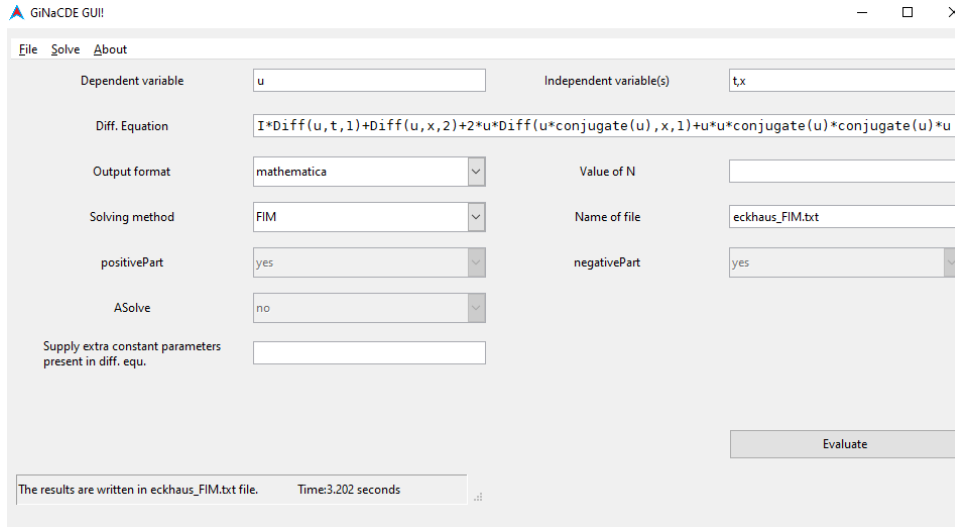 GiNaCDE GUI!
File Solve About
Dependent variable u Independent variable(s) t,x
Diff. Equation I*Diff(u,t,1)+Diff(u,x,2)+2*u*Diff(u*conjugate(u),x,1)+u*u*conjugate(u)*conjugate(u)*u
Output format mathematica Value of N
Solving method FIM Name of file eckhaus_FIM.txt
positivePart yes negativePart yes
ASolve no
Supply extra constant parameters
present in diff. equ.
Evaluate
The results are written in eckhaus_FIM.txt file. Time:3.202 seconds